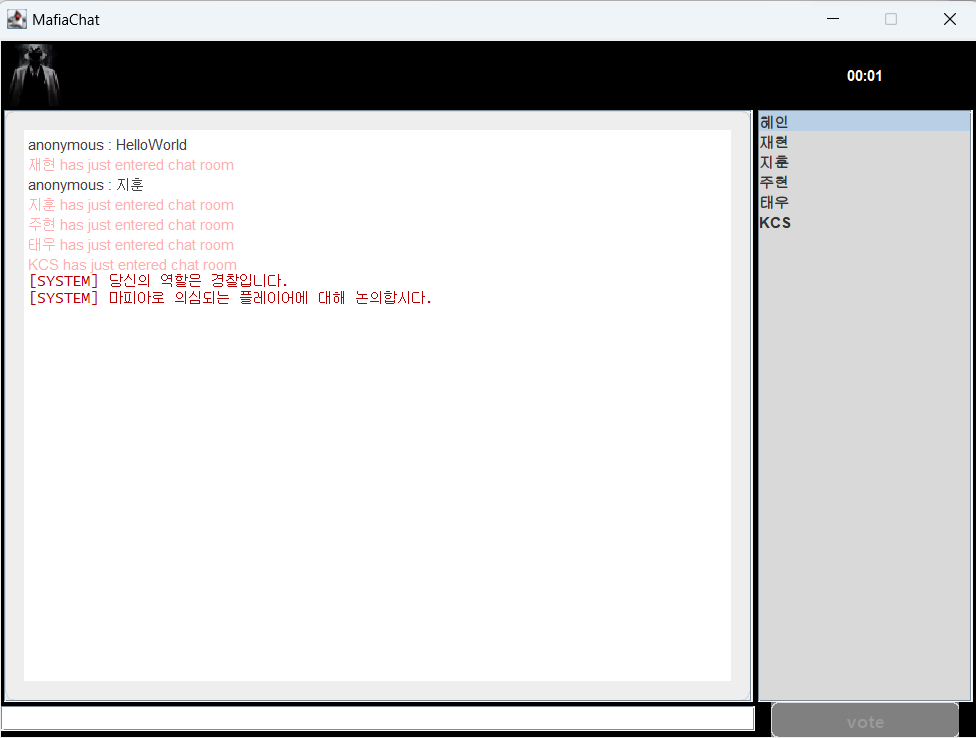 MafiaChat
00:01
anonymous : HelloWorld
재현 has just entered chat room
anonymous : 지훈
지훈 has just entered chat room
주현 has just entered chat room
태우 has just entered chat room
KCS has just entered chat room
[SYSTEM] 당신의 역할은 경찰입니다.
[SYSTEM] 마피아로 의심되는 플레이어에 대해 논의합시다.
혜인
재현
지훈
주현
태우
KCS
vote